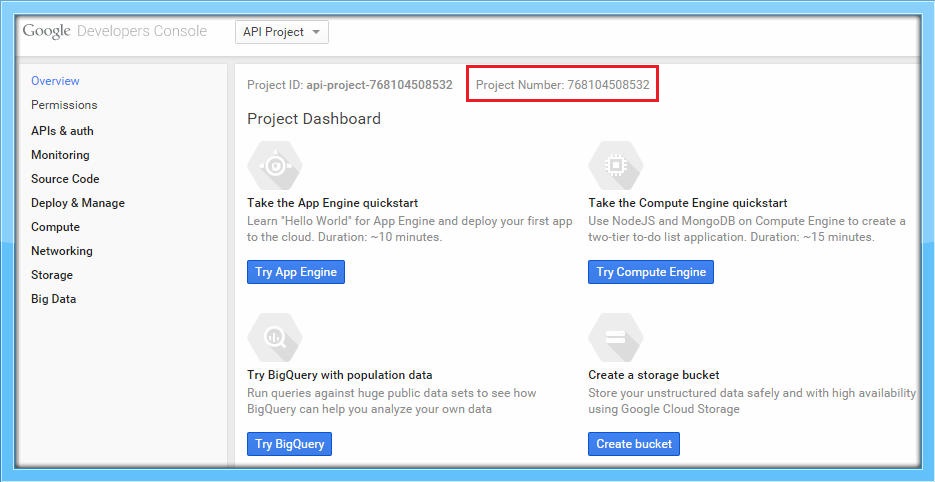 Google Developers Console API Project
Overview
Permissions
APIs & auth
Monitoring
Source Code
Deploy & Manage
Compute
Networking
Storage
Big Data
Project ID: api-project-768104508532 Project Number: 768104508532
Project Dashboard
Take the App Engine quickstart
Learn "Hello World" for App Engine and deploy your first app
to the cloud. Duration: ~10 minutes.
Try App Engine
Take the Compute Engine quickstart
Use NodeJS and MongoDB on Compute Engine to create a
two-tier to-do list application. Duration: ~15 minutes.
Try Compute Engine
Try BigQuery with population data
Run queries against huge public data sets to see how
BigQuery can help you analyze your own data
Try BigQuery
Create a storage bucket
Store your unstructured data safely and with high availability
using Google Cloud Storage
Create bucket